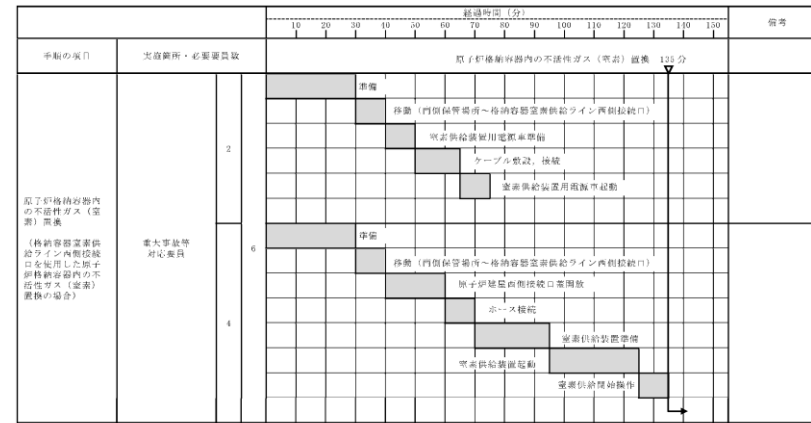 経過時間（分）
備考
10 20 30 40 50 60 70 80 90 100 110 120 130 140 150
手順の項目
実施箇所・必要要員数
原子炉格納容器内の不活性ガス（窒素）置換 135分
準備
移動（西側保管場所～格納容器窒素供給ライン西側接続口）
窒素供給装置用電源車準備
ケーブル敷設、接続
窒素供給装置用電源車起動
2
原子炉格納容器内
の不活性ガス（窒
素）置換
（格納容器窒素供
給ライン西側接続
口を使用した原子
炉格納容器内の不
活性ガス（窒素）
置換の場合）
重大事故等
対応要員
6
準備
移動（西側保管場所～格納容器窒素供給ライン西側接続口）
原子炉建屋西側接続口蓋開放
ホース接続
4
窒素供給装置準備
窒素供給装置起動
窒素供給開始操作